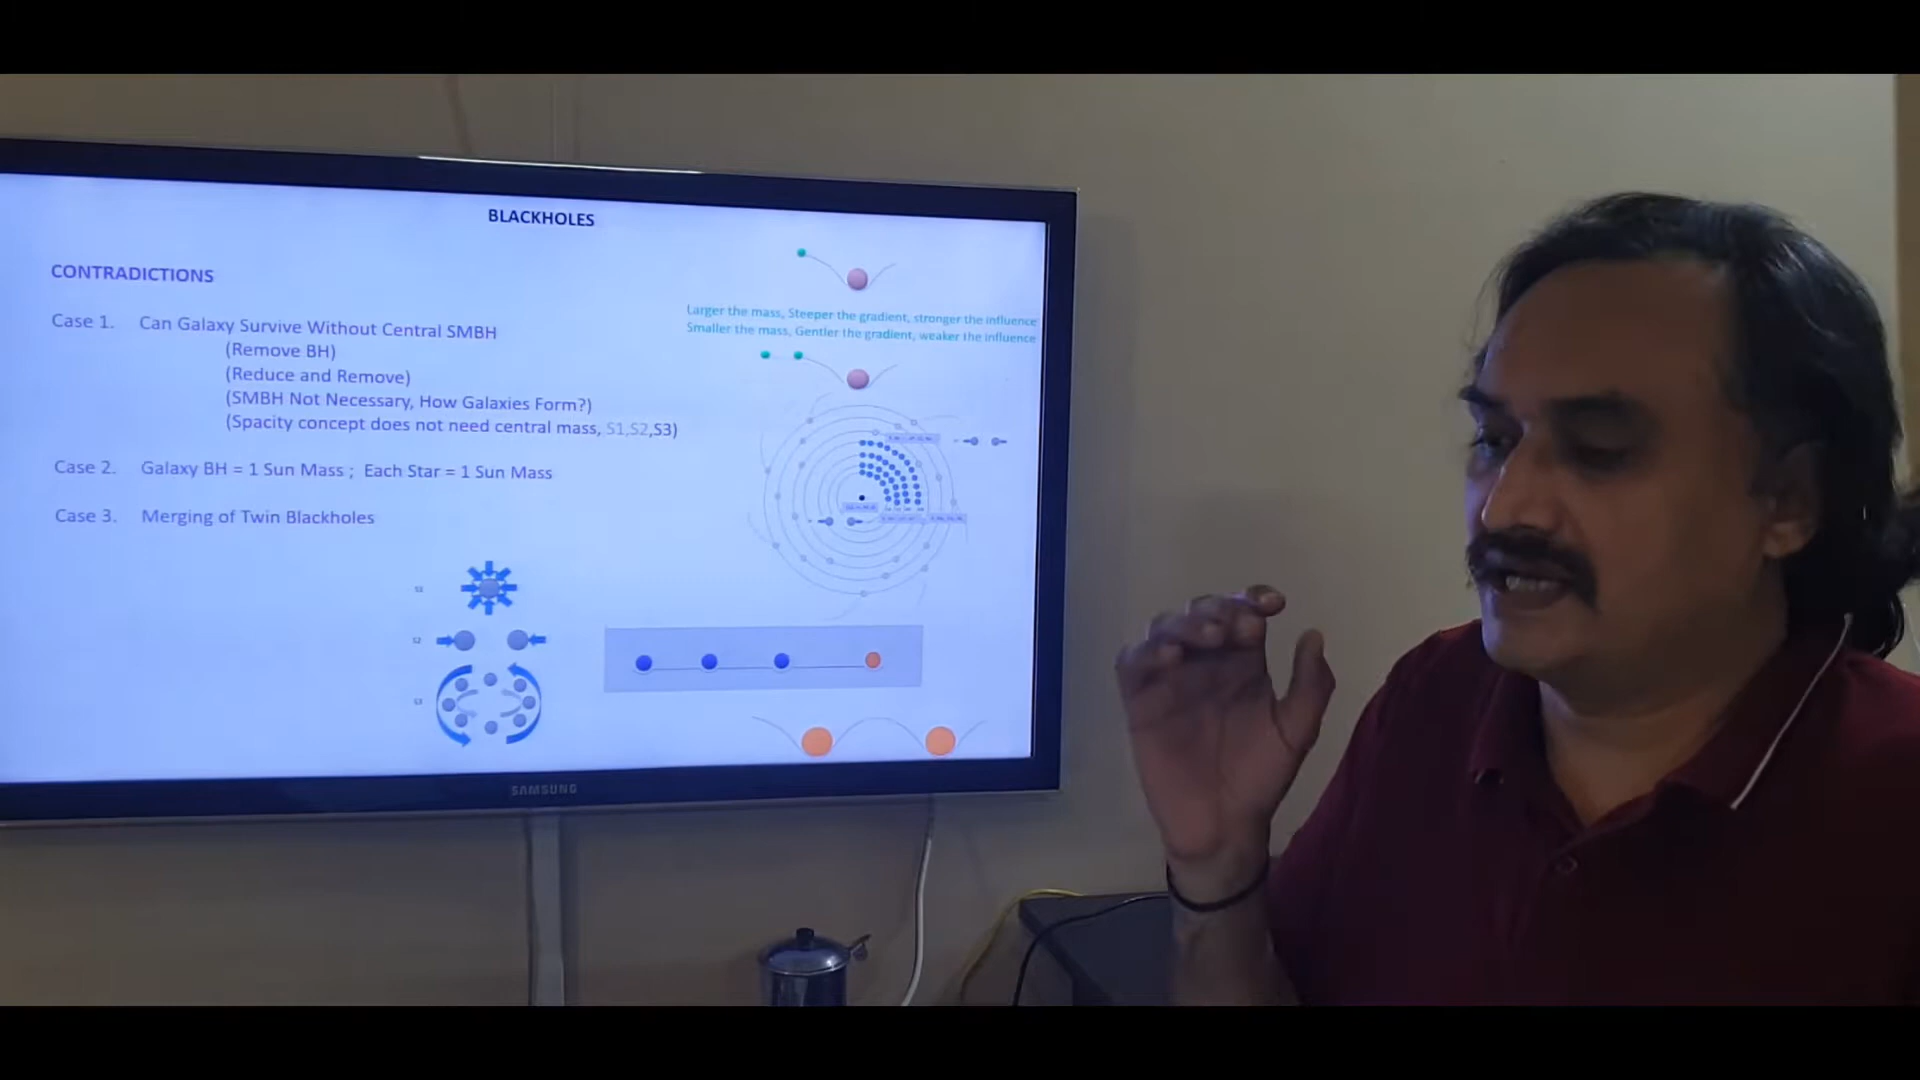 BLACKHOLES
CONTRADICTIONS
Larger the mass, Steeper the gradient, stronger the influence
Smaller the mass, Gentler the gradient, weaker the influence
Case 1. Can Galaxy Survive Without Central SMBH
(Remove BH)
(Reduce and Remove)
(SMBH Not Necessary, How Galaxies Form?)
(Spacity concept does not need central mass, S1,S2,S3)
Case 2. Galaxy BH = 1 Sun Mass ; Each Star = 1 Sun Mass
Case 3. Merging of Twin Blackholes
S2
S3
SAMSUNG